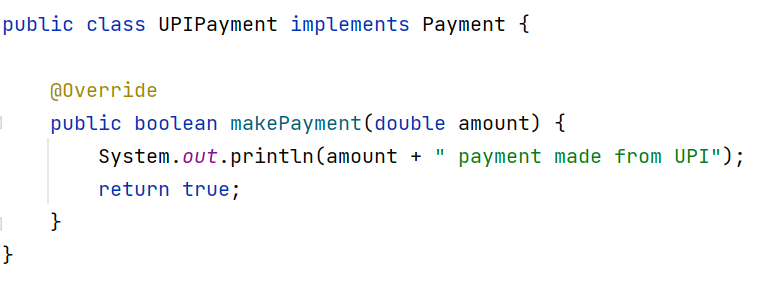 public class UPIPayment implements Payment {
@Override
public boolean makePayment(double amount) {
System.out.println(amount + " payment made from UPI");
return true;
}
}